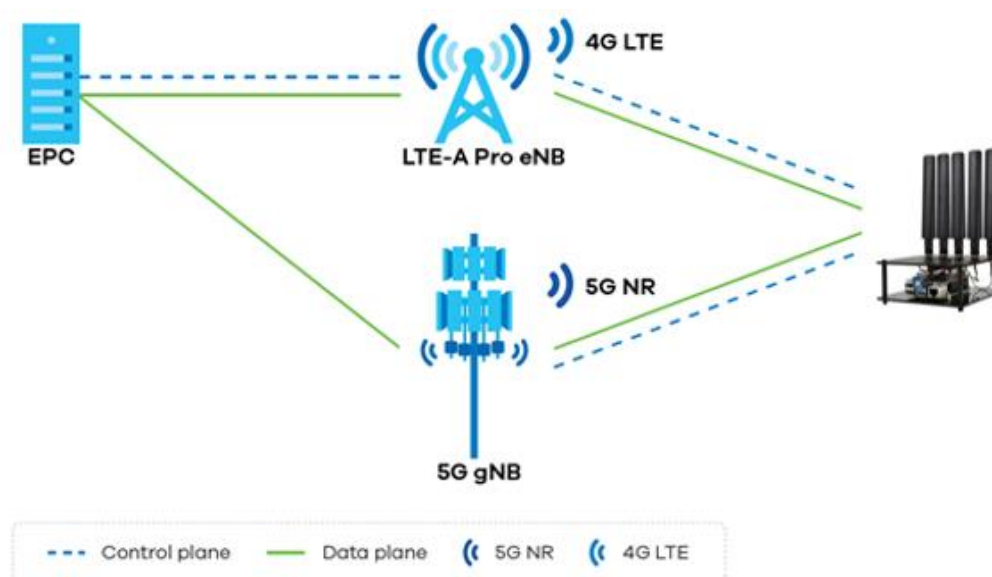 4G LTE
EPC
LTE-A Pro eNB
5G NR
5G gNB
Control plane
Data plane
5G NR
4G LTE